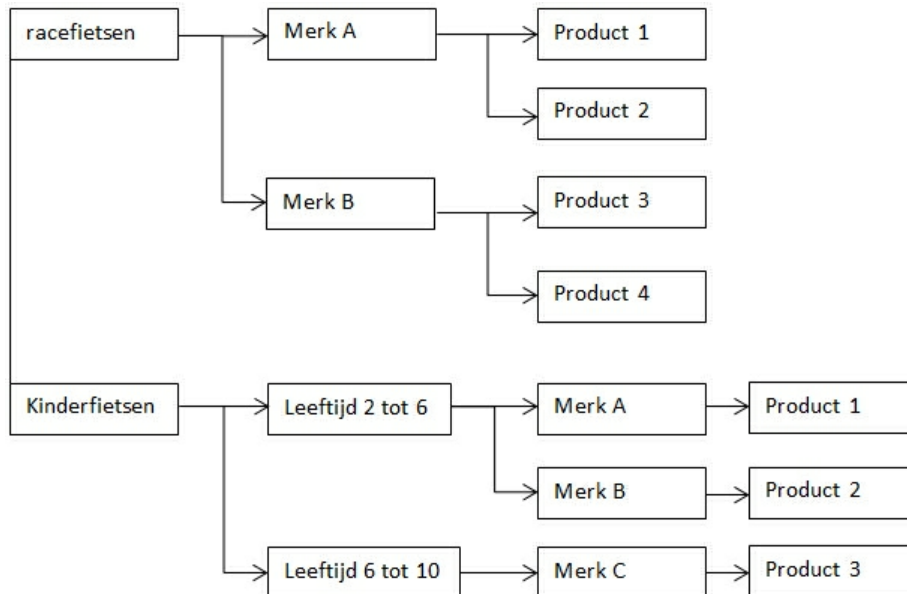 racefietsen
Merk A
Product 1
Product 2
Merk B
Product 3
Product 4
Kinderfietsen
Leeftijd 2 tot 6
Merk A
Product 1
Merk B
Product 2
Leeftijd 6 tot 10
Merk C
Product 3